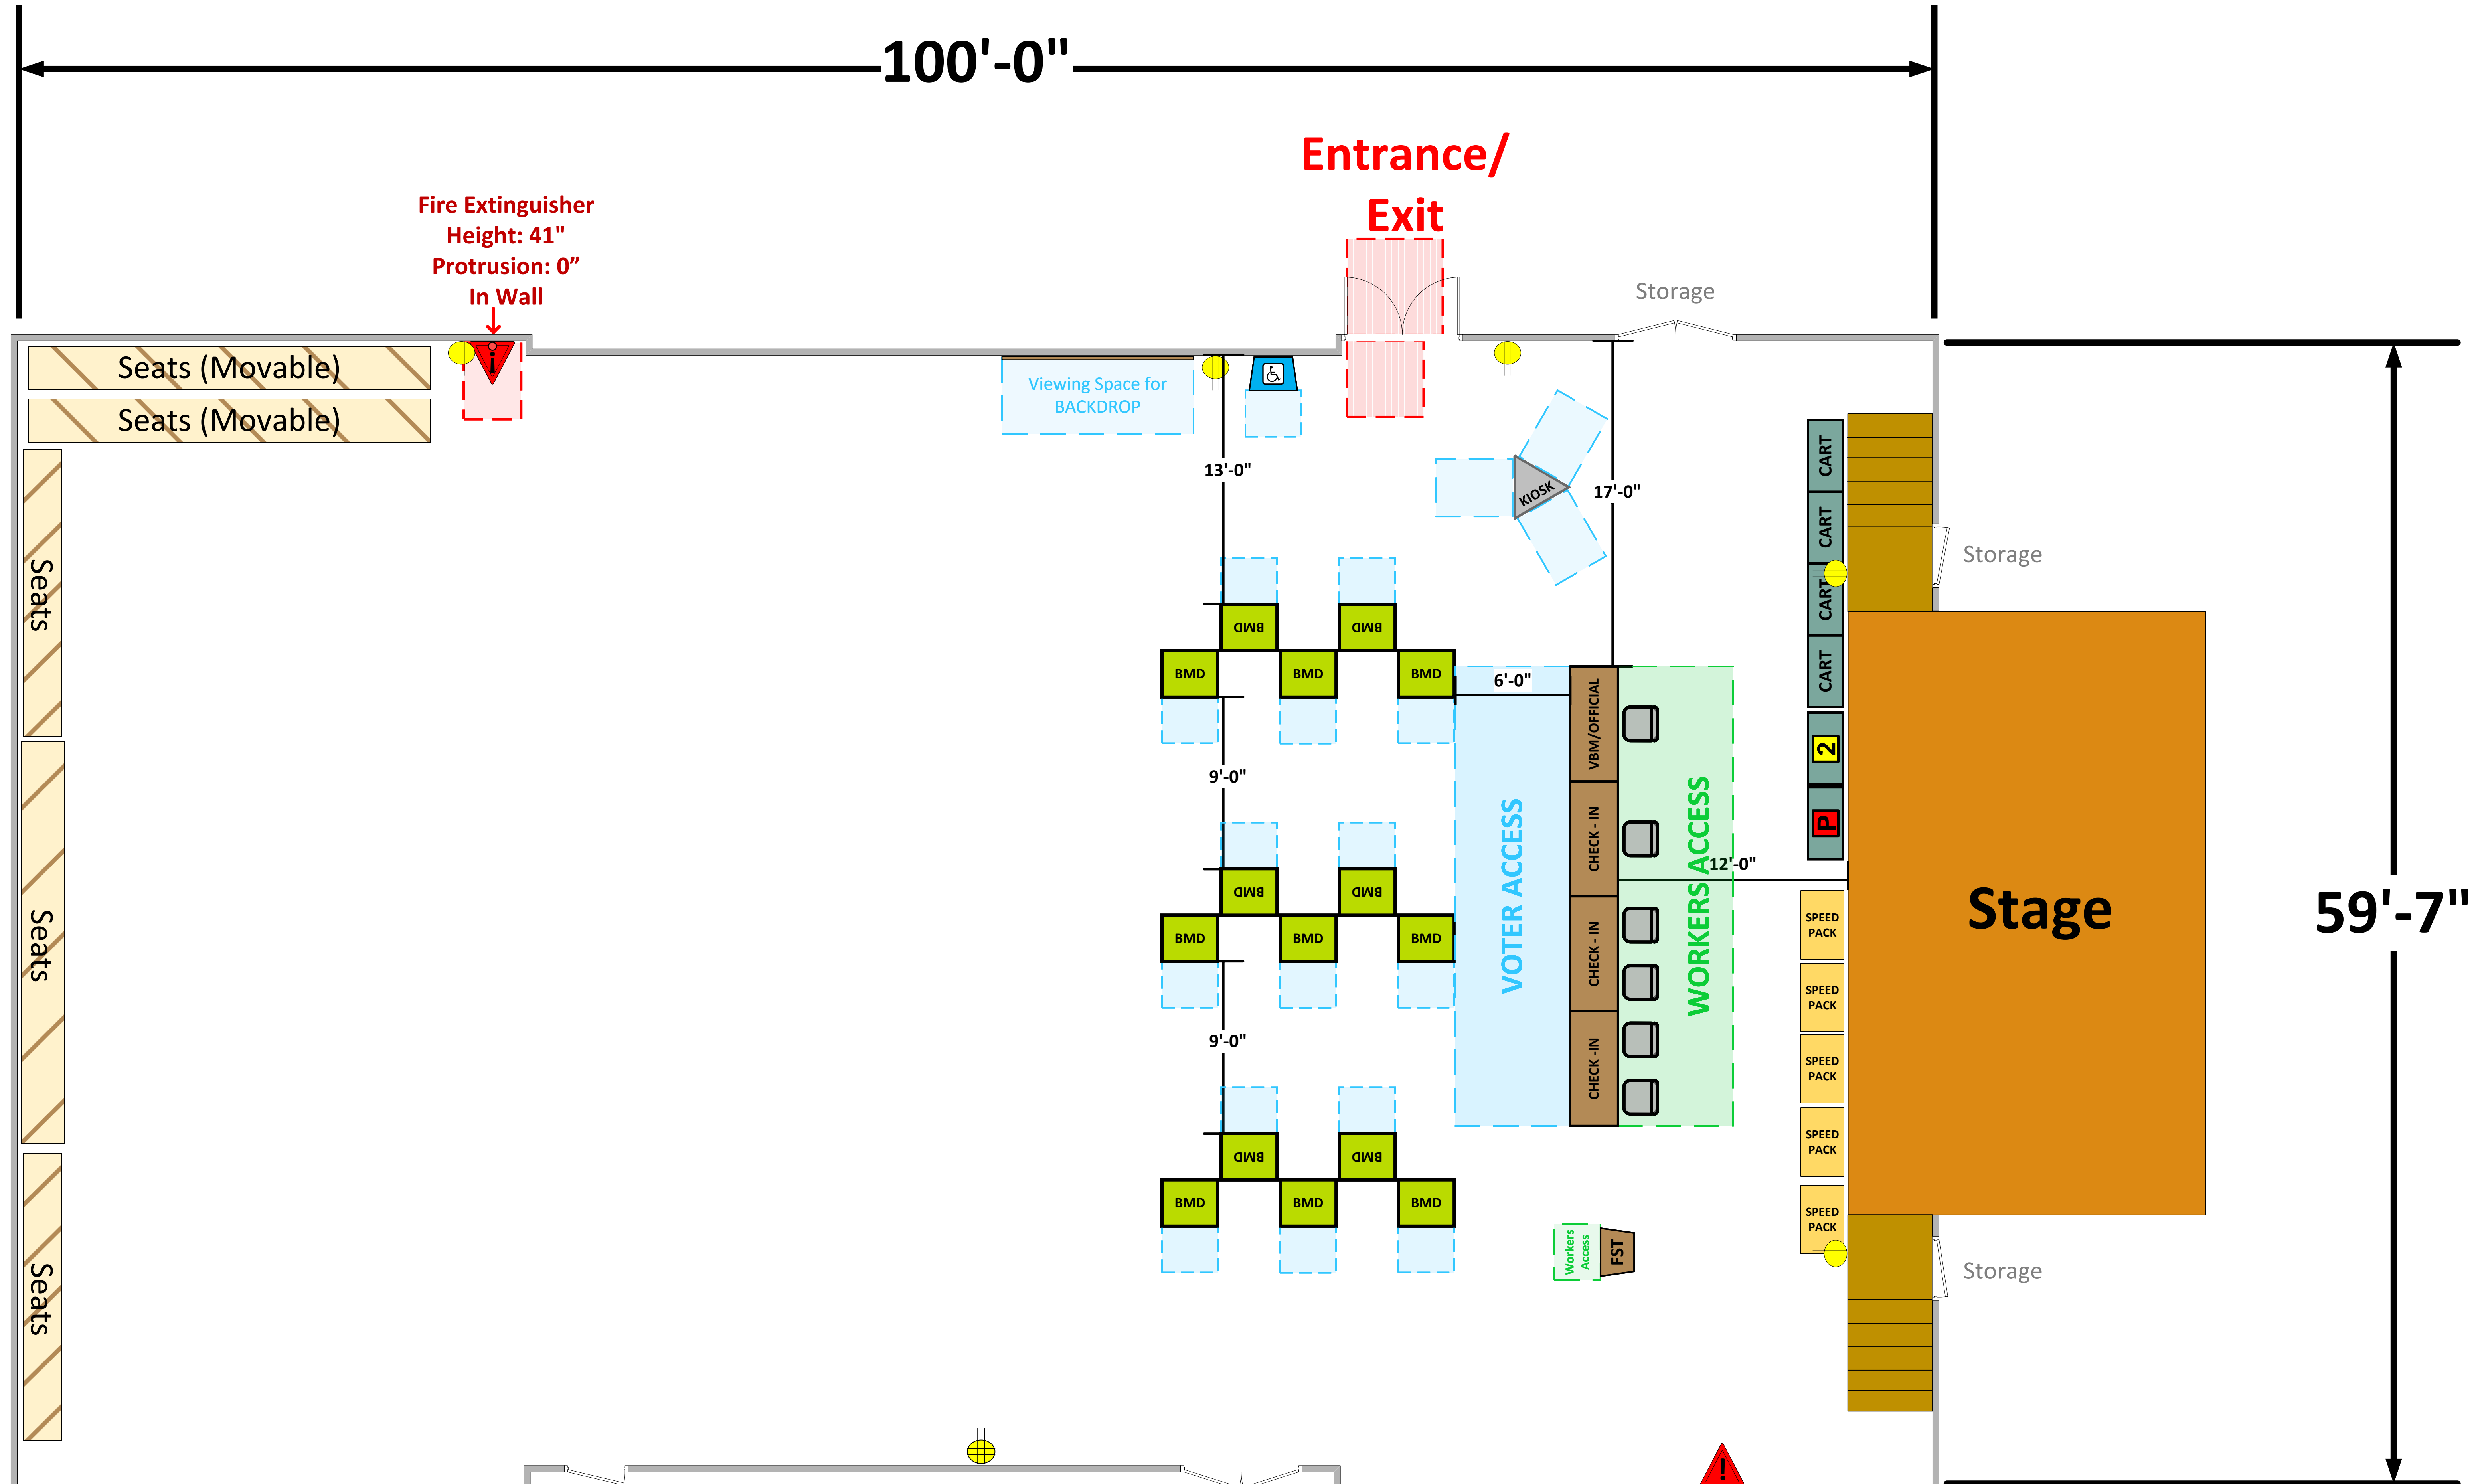 100'-0"
Entrance/
Exit
Fire Extinguisher
Height: 41"
Protrusion: 0”
In Wall
Storage
Seats (Movable)
Seats (Movable)
Viewing Space for
BACKDROP
13'-0"
KIOSK
17'-0"
CART
CART
CART
CART
Storage
Seats
BMD
BMD
BMD
BMD
BMD
6'-0"
VBM/OFFICIAL
2
9'-0"
P
CHECK - IN
VOTER ACCESS
WORKERS ACCESS
12'-0"
Stage
59'-7"
Seats
BMD
BMD
BMD
BMD
BMD
CHECK - IN
SPEED
PACK
SPEED
PACK
9'-0"
CHECK -IN
SPEED
PACK
SPEED
PACK
BMD
BMD
BMD
BMD
BMD
SPEED
PACK
Workers
Access
FST
Storage
Seats